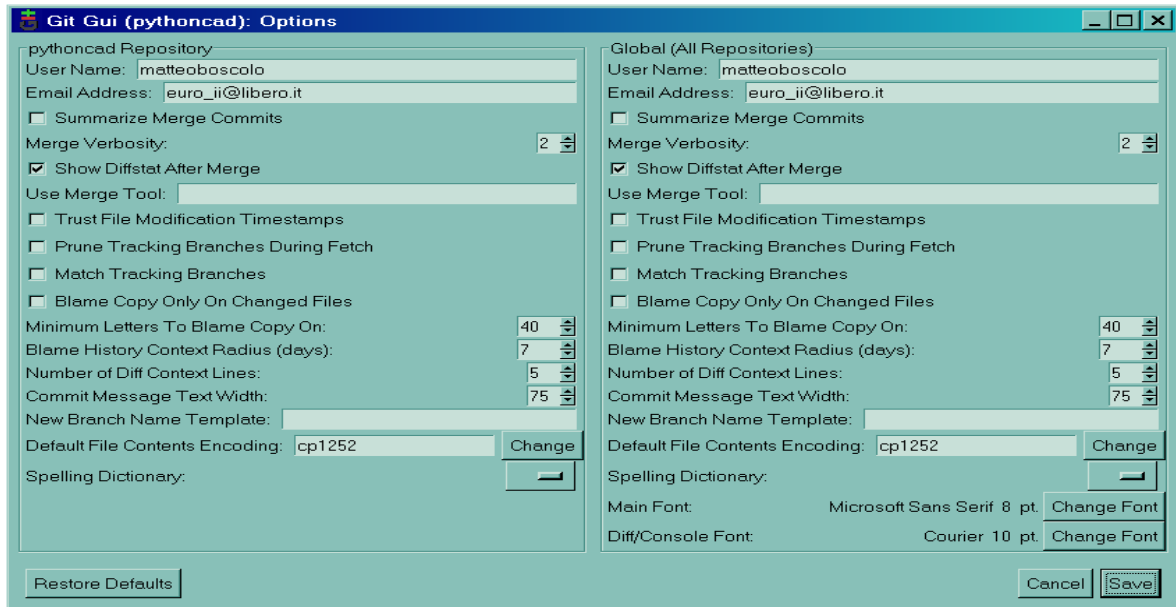 Git Gui (pythoncad): Options
pythoncad Repository
User Name: matteoboscolo
Email Address: euro_ii@libero.it
Summarize Merge Commits
Merge Verbosity: 2
Show Diffstat After Merge
Use Merge Tool:
Trust File Modification Timestamps
Prune Tracking Branches During Fetch
Match Tracking Branches
Blame Copy Only On Changed Files
Minimum Letters To Blame Copy On: 40
Blame History Context Radius (days): 7
Number of Diff Context Lines: 5
Commit Message Text Width: 75
New Branch Name Template:
Default File Contents Encoding: cp1252 Change
Spelling Dictionary:
Global (All Repositories)
User Name: matteoboscolo
Email Address: euro_ii@libero.it
Summarize Merge Commits
Merge Verbosity: 2
Show Diffstat After Merge
Use Merge Tool:
Trust File Modification Timestamps
Prune Tracking Branches During Fetch
Match Tracking Branches
Blame Copy Only On Changed Files
Minimum Letters To Blame Copy On: 40
Blame History Context Radius (days): 7
Number of Diff Context Lines: 5
Commit Message Text Width: 75
New Branch Name Template:
Default File Contents Encoding: cp1252 Change
Spelling Dictionary:
Main Font: Microsoft Sans Serif 8 pt. Change Font
Diff/Console Font: Courier 10 pt. Change Font
Restore Defaults Cancel Save